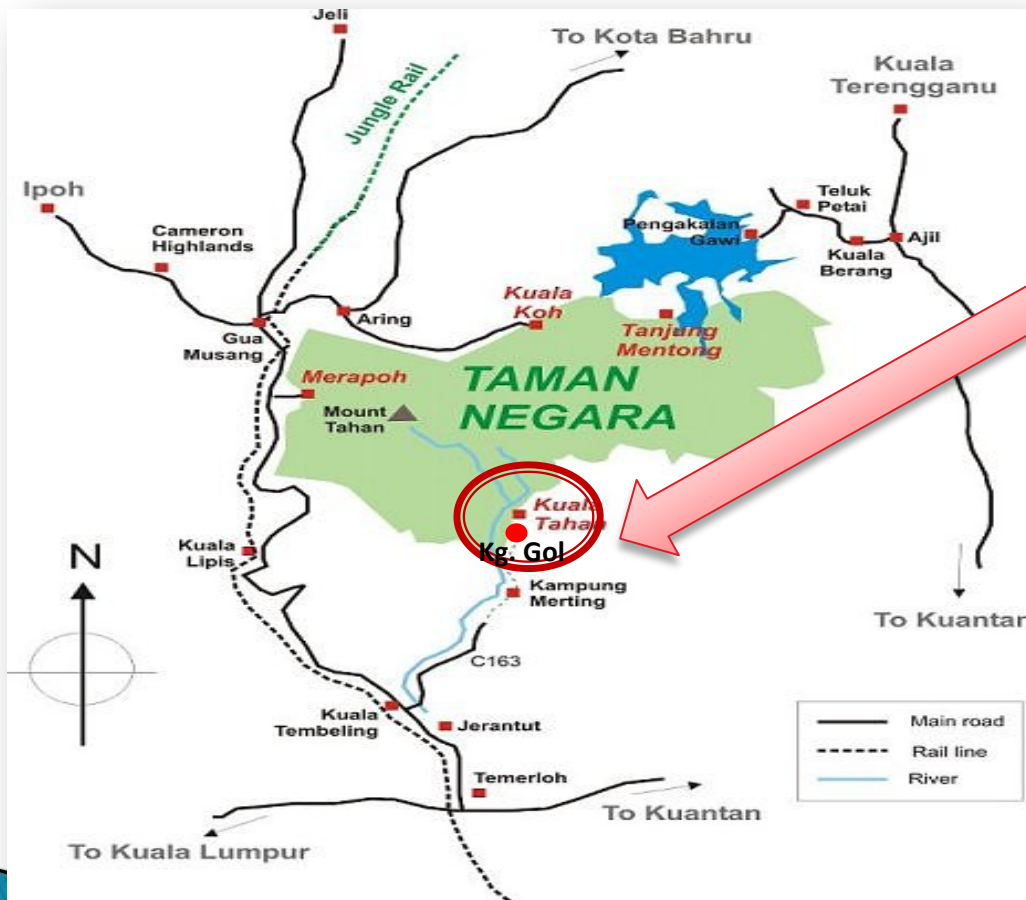 Jeli
To Kota Bahru
Jungle Rail
Kuala
Terengganu
Ipoh
Cameron
Highlands
Teluk
Petai
Pengakalan
Gawi
Ajil
Kuala
Berang
Kuala
Koh
Aring
Tanjung
Mentong
Gua
Musang
Merapoh
TAMAN
NEGARA
Mount
Tahan
Kuala
Tahan
Kg. Gol
N
Kuala
Lipis
Kampung
Merting
To Kuantan
C163
Kuala
Tembeling
Jerantut
Main road
Rail line
River
Temerloh
To Kuantan
To Kuala Lumpur